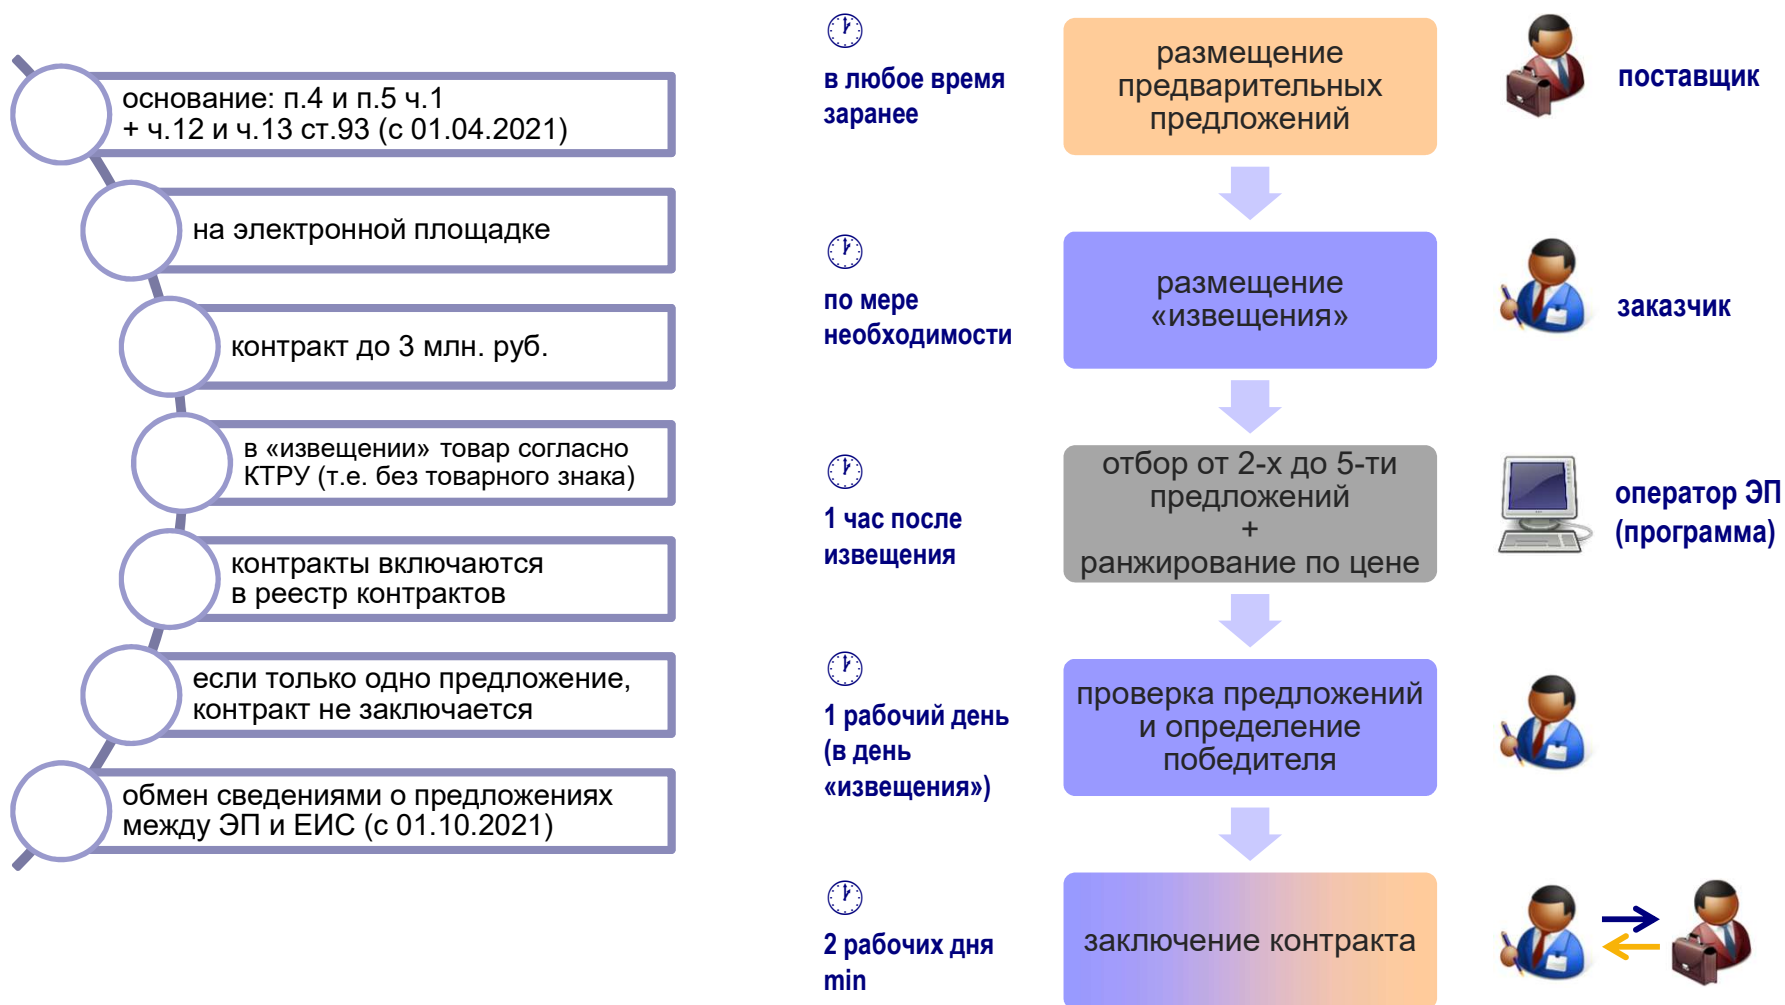 основание: п.4 и п.5 ч.1
+ ч.12 и ч.13 ст.93 (с 01.04.2021)
на электронной площадке
контракт до 3 млн. руб.
в «извещении» товар согласно
КТРУ (т.е. без товарного знака)
контракты включаются
в реестр контрактов
если только одно предложение,
контракт не заключается
обмен сведениями о предложениях
между ЭП и ЕИС (с 01.10.2021)
в любое время
заранее
размещение
предварительных
предложений
поставщик
по мере
необходимости
размещение
«извещения»
заказчик
1 час после
извещения
отбор от 2-х до 5-ти
предложений
+
ранжирование по цене
оператор ЭП
(программа)
1 рабочий день
(в день
«извещения»)
проверка предложений
и определение
победителя
2 рабочих дня
min
заключение контракта